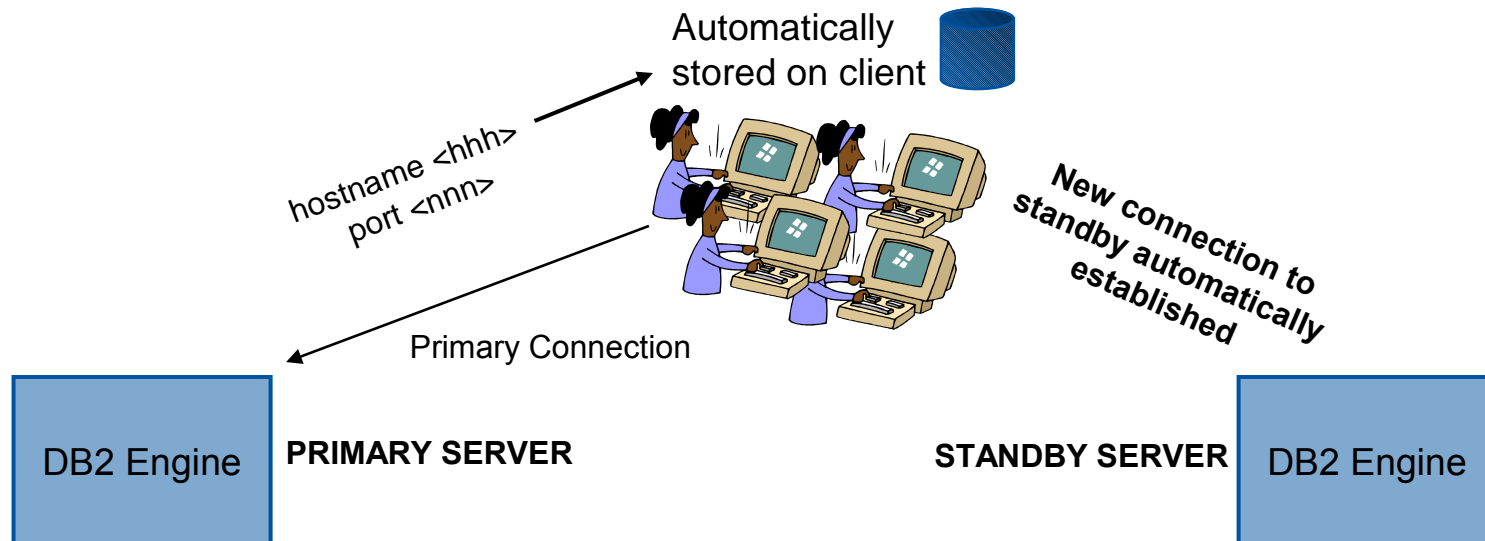 Automatically
stored on client
hostname <hhh>
port <nnn>
New connection to
standby automatically
established
Primary Connection
DB2 Engine
PRIMARY SERVER
STANDBY SERVER
DB2 Engine